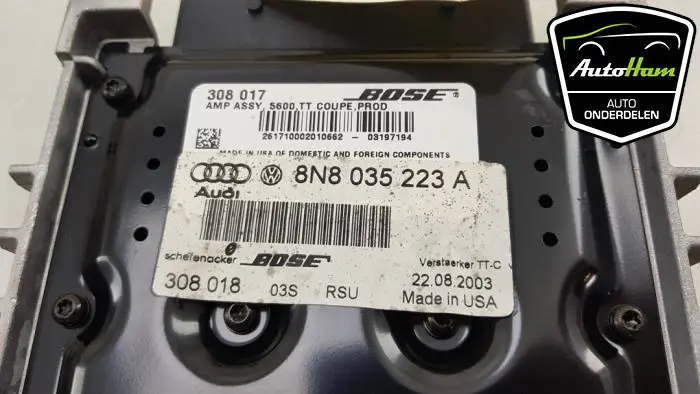 308 017 BOSE ®
AMP ASSY, 5600,TT COUPE,PROD
261710002010662 - 03197194
MADE IN USA OF DOMESTIC AND FOREIGN COMPONENTS
Audi 8N8 035 223 A
schefenacker BOSE Verstaerker TT-C
308 018 03S RSU 22.08.2003
Made in USA
AutoHam
AUTO
ONDERDELEN